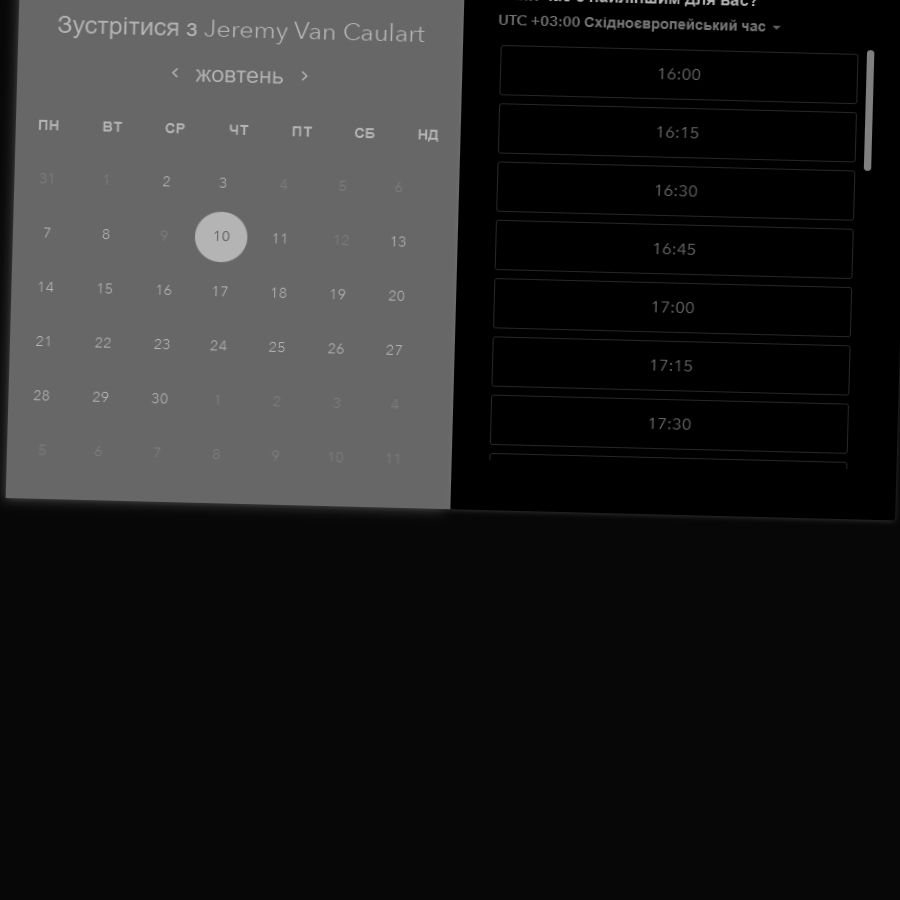 Зустрітися з Jeremy Van Caulart
‹ жовтень ›
ПН ВТ СР ЧТ ПТ СБ НД
31 1 2 3 4 5 6
7 8 9 10 11 12 13
14 15 16 17 18 19 20
21 22 23 24 25 26 27
28 29 30 1 2 3 4
5 6 7 8 9 10 11
для вас?
UTC +03:00 Східноєвропейський час
16:00
16:15
16:30
16:45
17:00
17:15
17:30